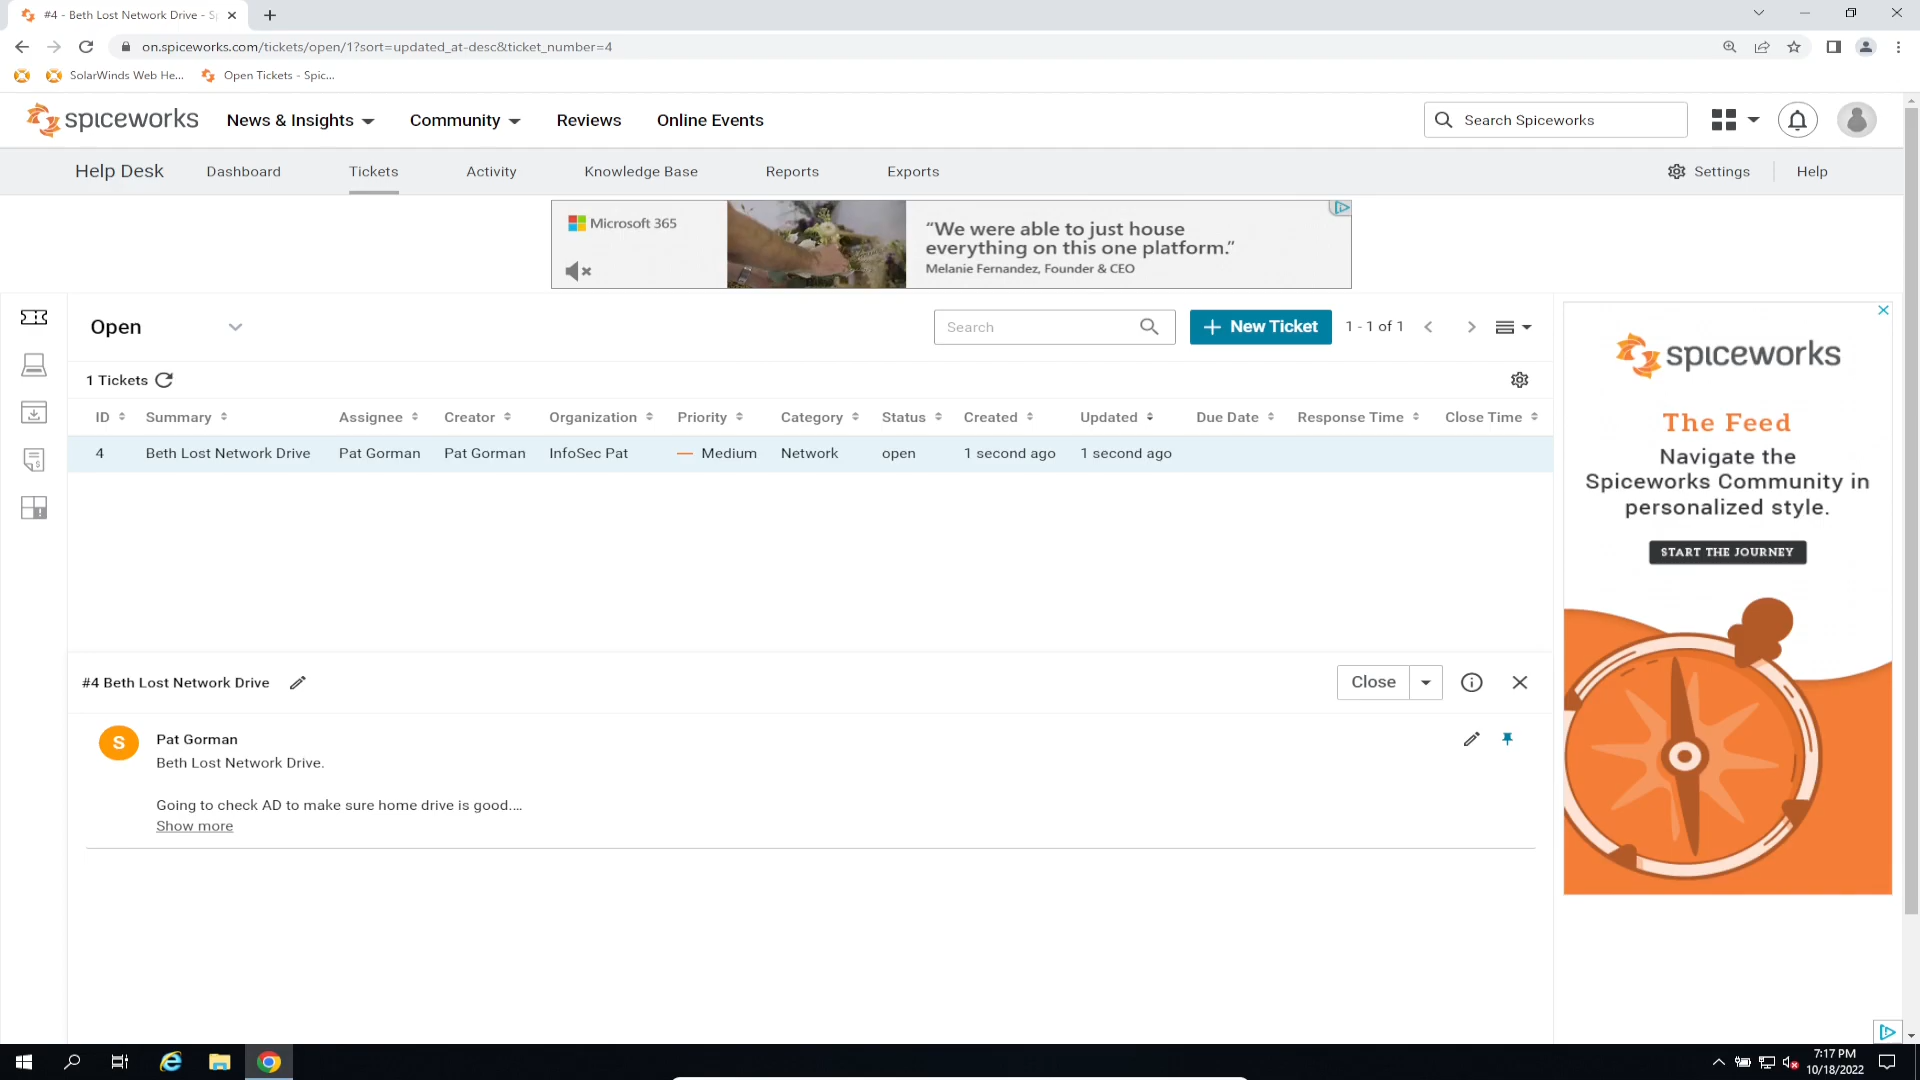 #4 - Beth Lost Network Drive - S
on.spiceworks.com/tickets/open/1?sort=updated_at-desc&ticket_number=4
SolarWinds Web He...
Open Tickets - Spic...
spiceworks
News & Insights
Community
Reviews
Online Events
Search Spiceworks
Help Desk
Dashboard
Tickets
Activity
Knowledge Base
Reports
Exports
Settings
Help
Microsoft 365
“We were able to just house
everything on this one platform.”
Melanie Fernandez, Founder & CEO
Open
Search
New Ticket
1 - 1 of 1
1 Tickets
ID Summary Assignee Creator Organization Priority Category Status Created Updated Due Date Response Time Close Time
4 Beth Lost Network Drive Pat Gorman Pat Gorman InfoSec Pat Medium Network open 1 second ago 1 second ago
#4 Beth Lost Network Drive
Close
S
Pat Gorman
Beth Lost Network Drive.
Going to check AD to make sure home drive is good....
Show more
spiceworks
The Feed
Navigate the
Spiceworks Community in
personalized style.
START THE JOURNEY
7:17 PM
10/18/2022